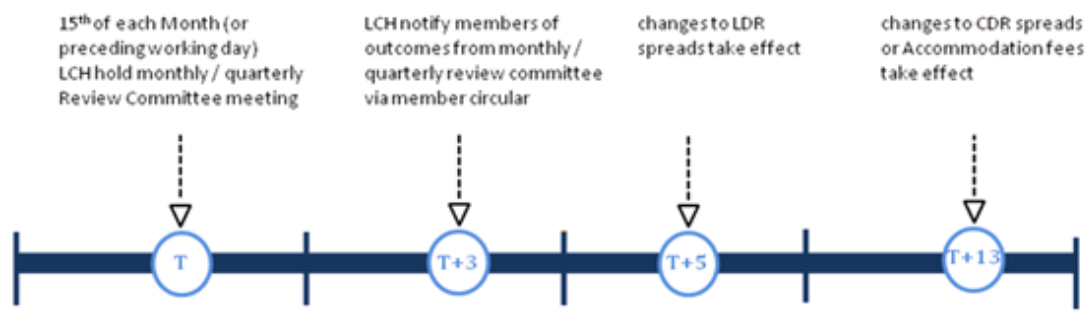 15th of each Month (or
preceding working day)
LCH hold monthly / quarterly
Review Committee meeting
LCH notify members of
outcomes from monthly /
quarterly review committee
via member circular
changes to LDR
spreads take effect
changes to CDR spreads
or Accommodation fees
take effect
T
T+3
T+5
T+13